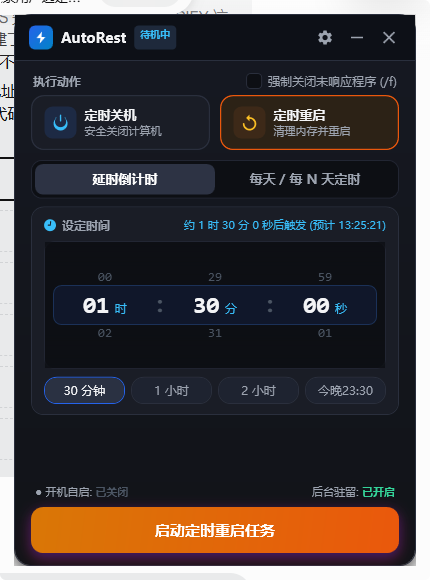 AutoRest 待机中
执行动作 强制关闭未响应程序 (/f)
定时关机 定时重启
安全关闭计算机 清理内存并重启
延时倒计时 每天 / 每 N 天定时
设定时间 约 1 时 30 分 0 秒后触发 (预计 13:25:21)
00 29 59
01 时 : 30 分 : 00 秒
02 31 01
30 分钟 1 小时 2 小时 今晚23:30
开机自启: 已关闭 后台驻留: 已开启
启动定时重启任务